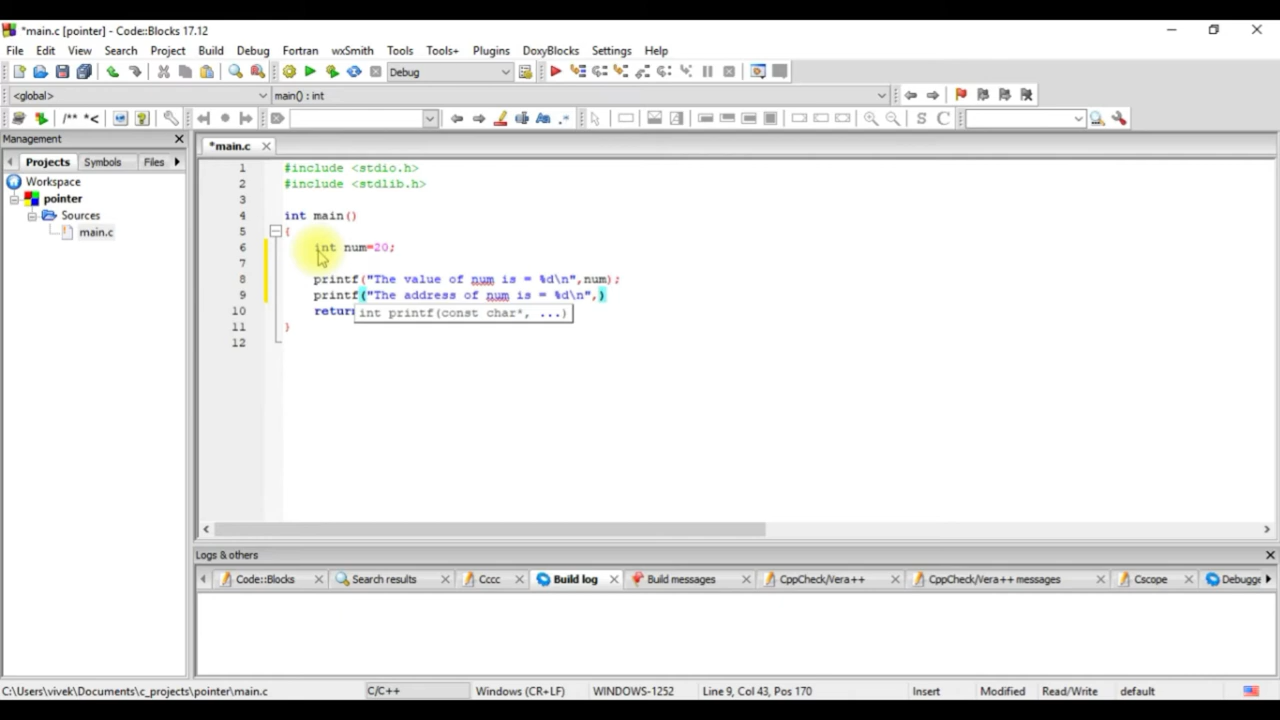 *main.c [pointer] - Code::Blocks 17.12
File Edit View Search Project Build Debug Fortran wxSmith Tools Tools+ Plugins DoxyBlocks Settings Help
Debug
<global> main() : int
/** *< S C
Management
*main.c
Projects Symbols Files
Workspace
pointer
Sources
main.c
1 #include <stdio.h>
2 #include <stdlib.h>
3
4 int main()
5 {
6 int num=20;
7
8 printf("The value of num is = %d\n",num);
9 printf("The address of num is = %d\n",)
10 return
int printf(const char*, ...)
11 }
12
Logs & others
Code::Blocks Search results Cccc Build log Build messages CppCheck/Vera++ CppCheck/Vera++ messages Cscope Debugge
C:\Users\vivek\Documents\c_projects\pointer\main.c C/C++ Windows (CR+LF) WINDOWS-1252 Line 9, Col 43, Pos 170 Insert Modified Read/Write default